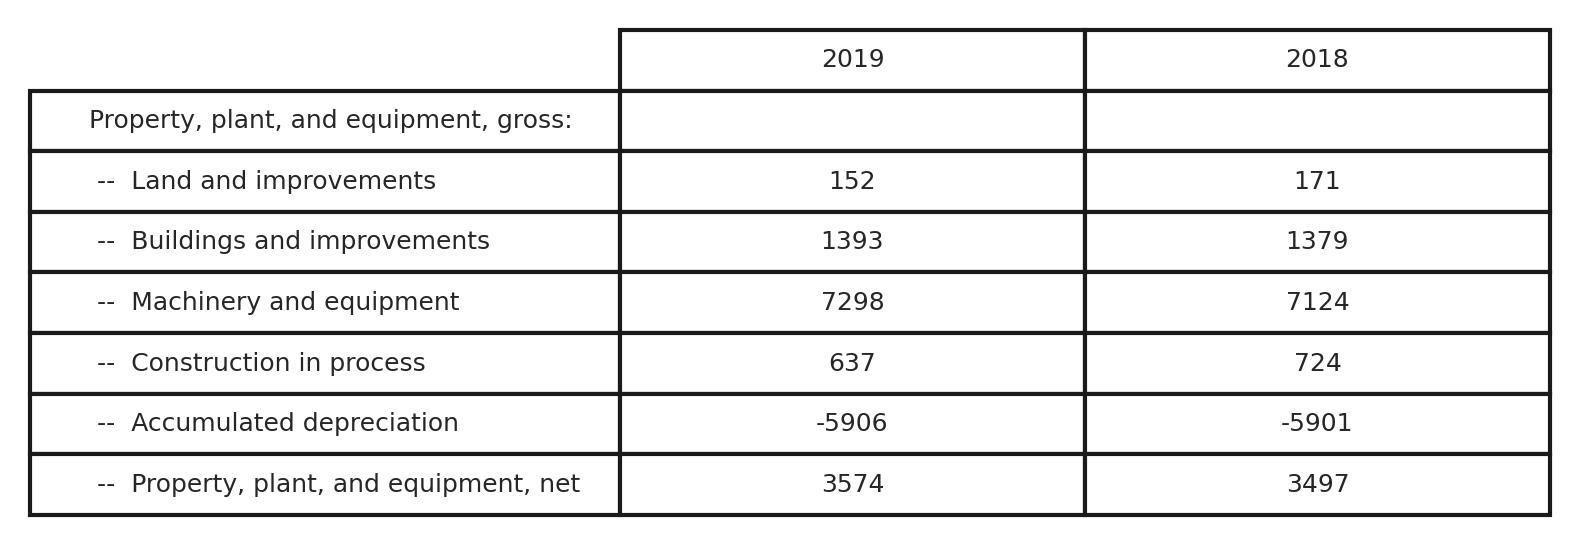 2019 2018
Property, plant, and equipment, gross:
-- Land and improvements 152 171
-- Buildings and improvements 1393 1379
-- Machinery and equipment 7298 7124
-- Construction in process 637 724
-- Accumulated depreciation -5906 -5901
-- Property, plant, and equipment, net 3574 3497